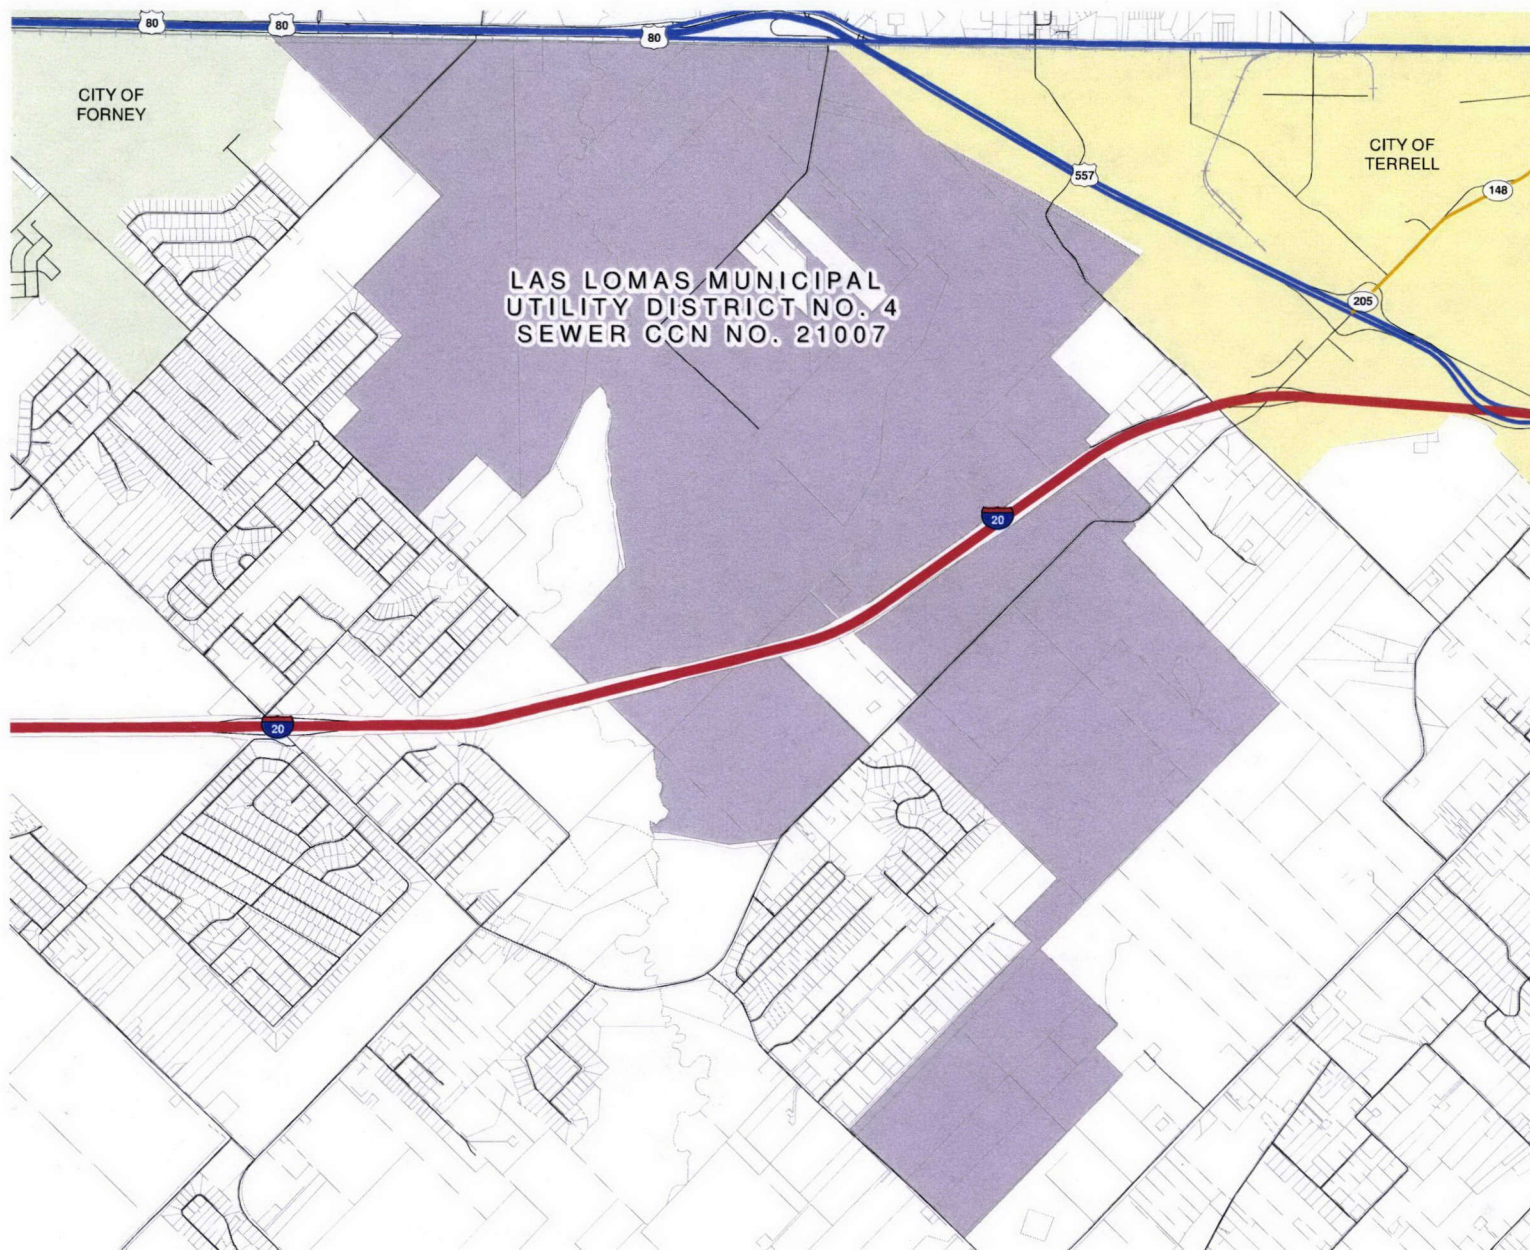 80
80
80
CITY OF
FORNEY
CITY OF
TERRELL
557
148
LAS LOMAS MUNICIPAL
UTILITY DISTRICT NO. 4
SEWER CCN NO. 21007
205
20
20